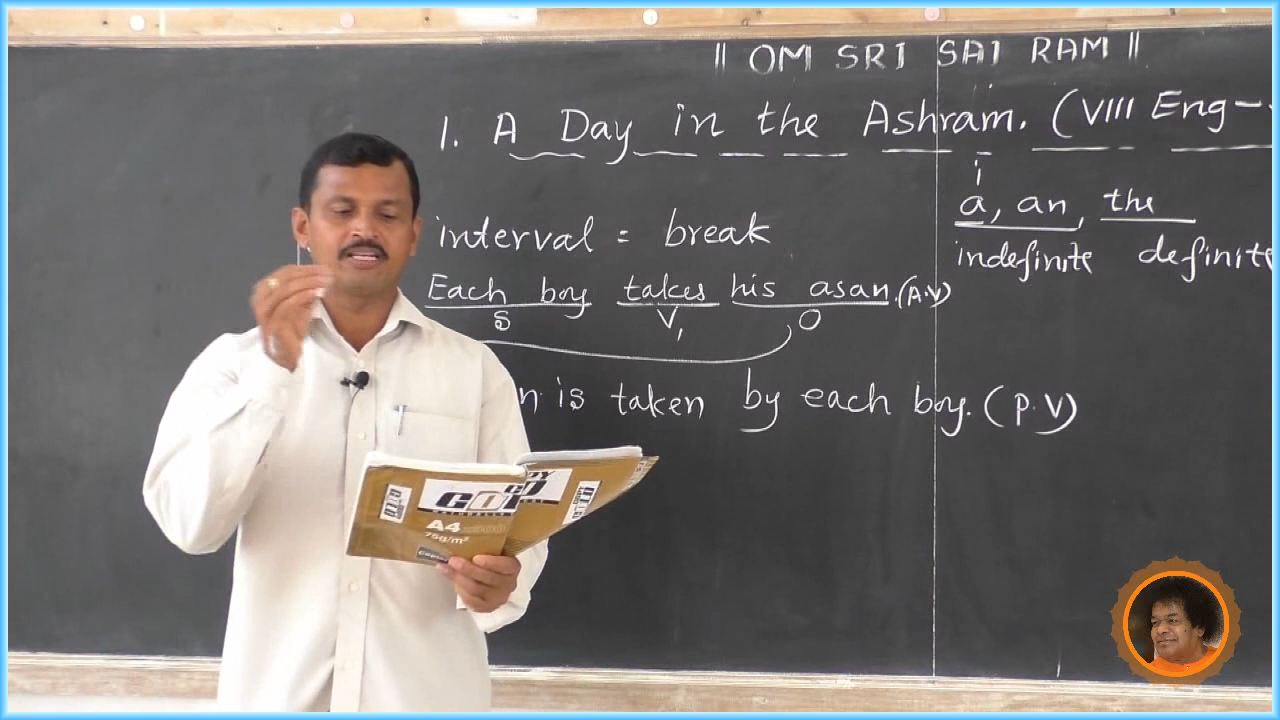 || OM SRI SAI RAM ||
1. A Day in the Ashram. (VIII Eng-
a, an, the
indefinite definite
interval = break
Each boy takes his asan. (A.V)
S V, O
is taken by each boy. (P.V)
A4
75g/m²